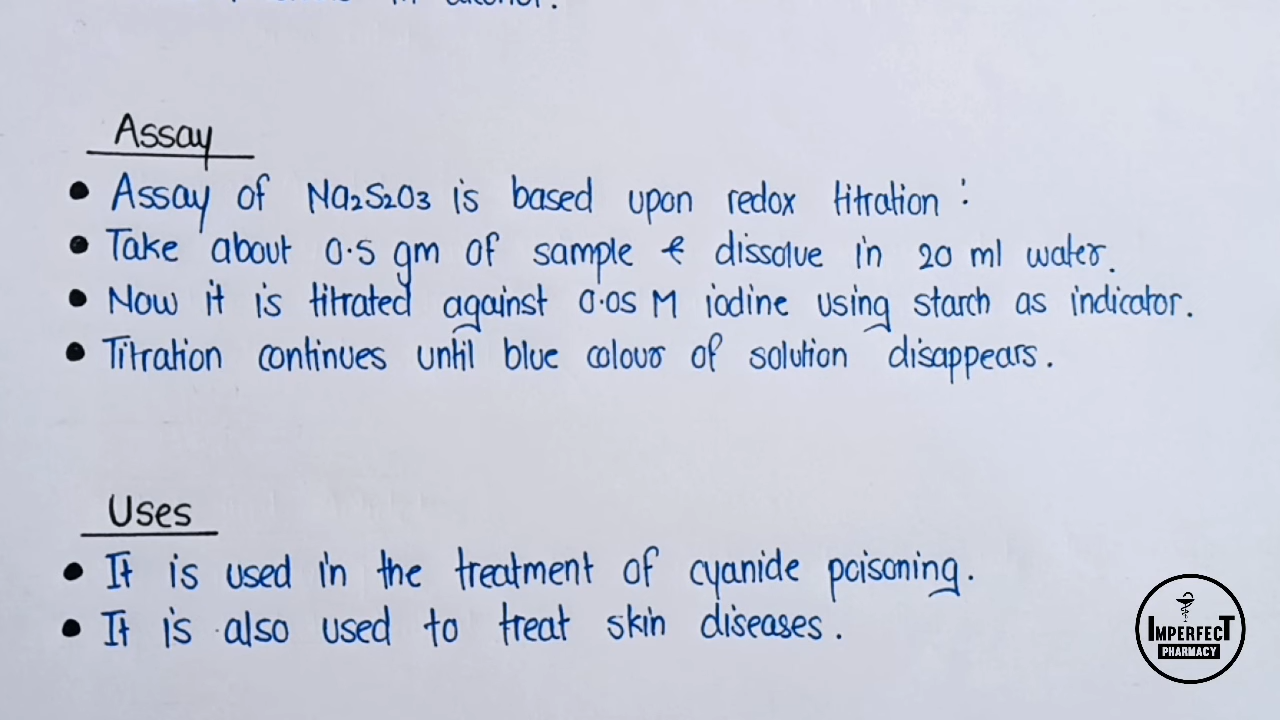 in alcohol.
Assay
• Assay of Na₂S₂O₃ is based upon redox titration :
• Take about 0.5 gm of sample & dissolve in 20 ml water.
• Now it is titrated against 0.05 M iodine using starch as indicator.
• Titration continues until blue colour of solution disappears.
Uses
• It is used in the treatment of cyanide poisoning.
• It is also used to treat skin diseases.
IMPERFECT
PHARMACY